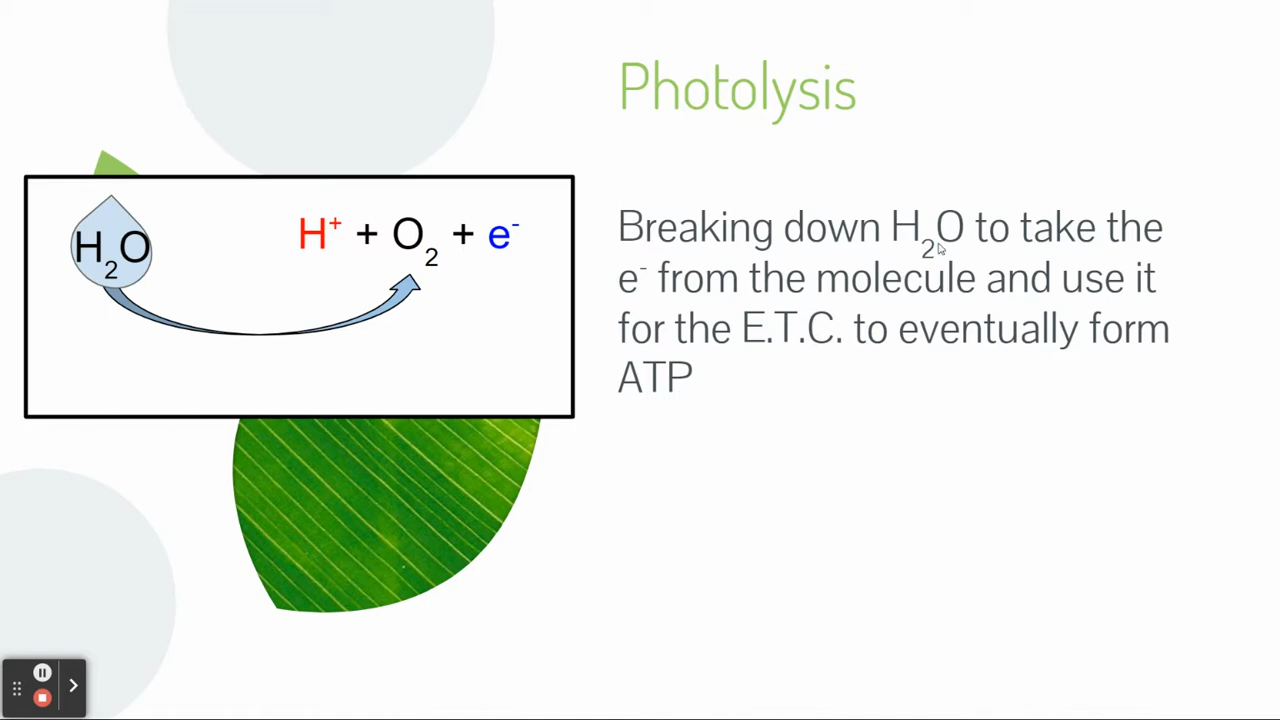 Photolysis
H₂O
H⁺ + O₂ + e⁻
Breaking down H₂O to take the
e⁻ from the molecule and use it
for the E.T.C. to eventually form
ATP